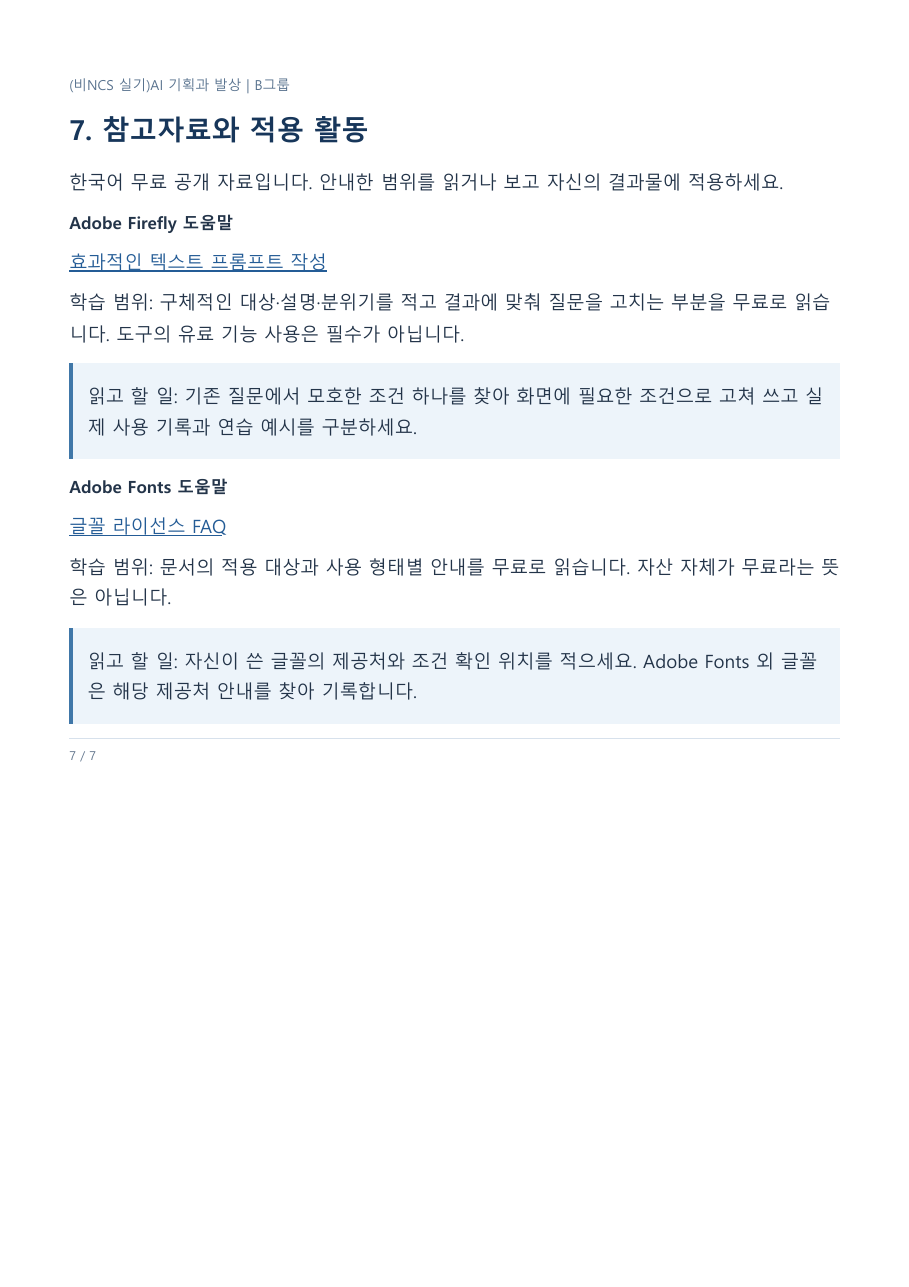 (비NCS 실기)AI 기획과 발상 | B그룹
7. 참고자료와 적용 활동
한국어 무료 공개 자료입니다. 안내한 범위를 읽거나 보고 자신의 결과물에 적용하세요.
Adobe Firefly 도움말
효과적인 텍스트 프롬프트 작성
학습 범위: 구체적인 대상·설명·분위기를 적고 결과에 맞춰 질문을 고치는 부분을 무료로 읽습
니다. 도구의 유료 기능 사용은 필수가 아닙니다.
읽고 할 일: 기존 질문에서 모호한 조건 하나를 찾아 화면에 필요한 조건으로 고쳐 쓰고 실
제 사용 기록과 연습 예시를 구분하세요.
Adobe Fonts 도움말
글꼴 라이선스 FAQ
학습 범위: 문서의 적용 대상과 사용 형태별 안내를 무료로 읽습니다. 자산 자체가 무료라는 뜻
은 아닙니다.
읽고 할 일: 자신이 쓴 글꼴의 제공처와 조건 확인 위치를 적으세요. Adobe Fonts 외 글꼴
은 해당 제공처 안내를 찾아 기록합니다.
7 / 7